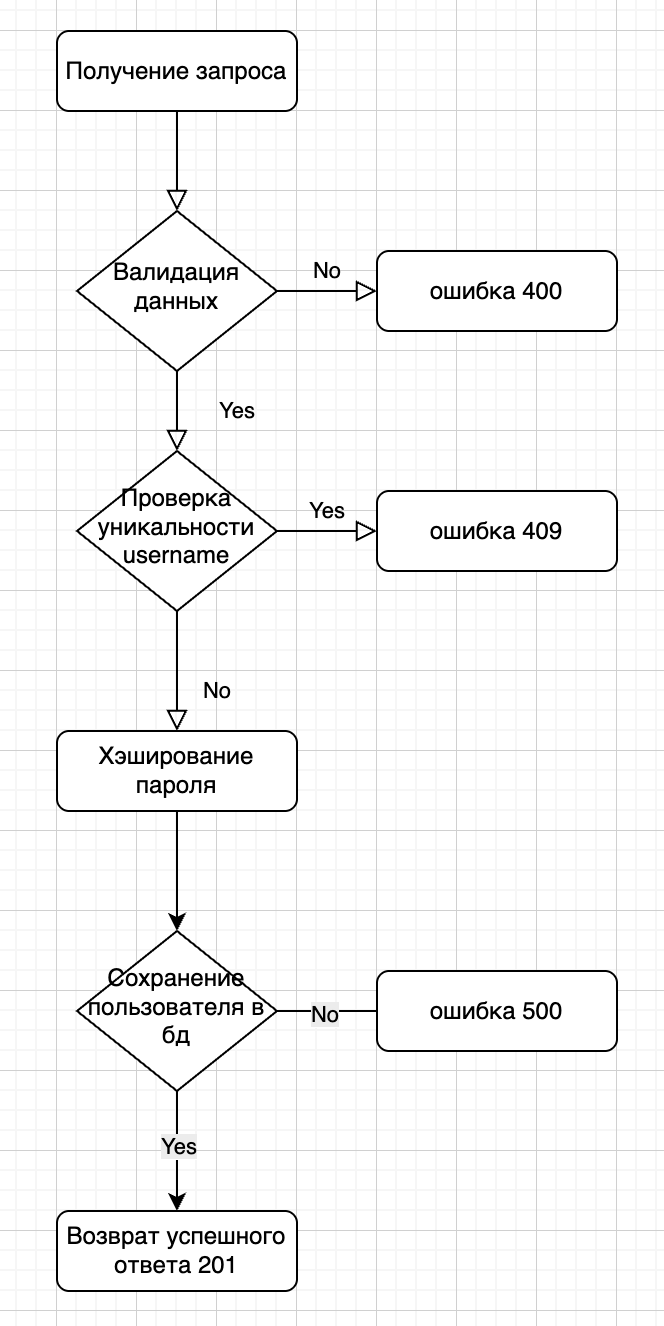 Получение запроса
Валидация
данных
No
ошибка 400
Yes
Проверка
уникальности
username
Yes
ошибка 409
No
Хэширование
пароля
Сохранение
пользователя в
бд
No
ошибка 500
Yes
Возврат успешного
ответа 201